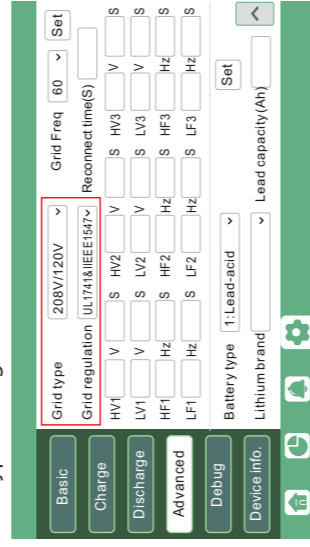 Basic
Charge
Discharge
Advanced
Debug
Device info.
Grid type 208V/120V Grid Freq 60 Set
Grid regulation UL1741&IIEEE1547 Reconnect time(S)
HV1 V S HV2 V S HV3 V S
LV1 V S LV2 V S LV3 V S
HF1 Hz S HF2 Hz S HF3 Hz S
LF1 Hz S LF2 Hz S LF3 Hz S
Battery type 1:Lead-acid Set
Lithium brand Lead capacity(Ah)